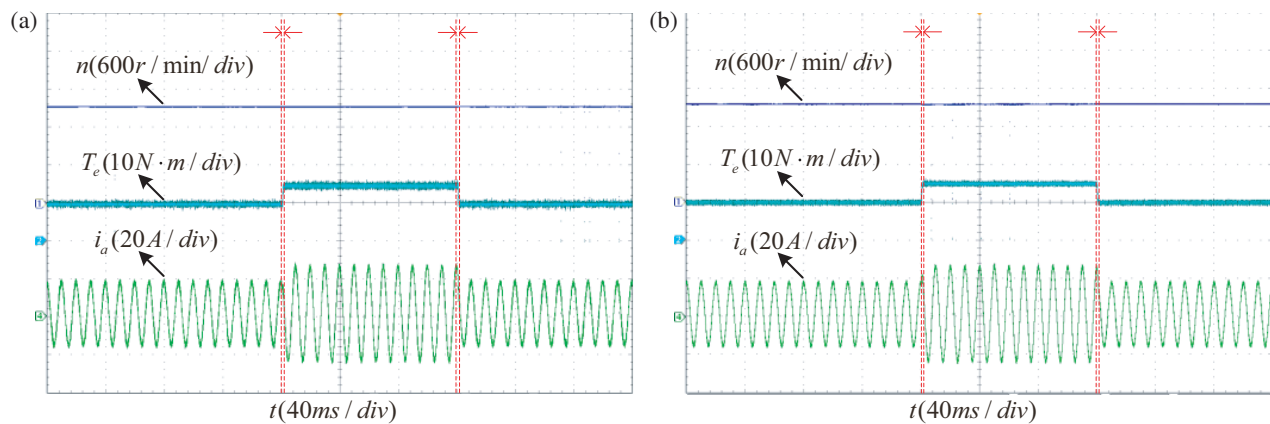 (a)
n(600r / min/ div)
T_e(10N·m / div)
1
2
i_a(20A / div)
4
t(40ms / div)
(b)
n(600r / min/ div)
T_e(10N·m / div)
1
2
i_a(20A / div)
4
t(40ms / div)